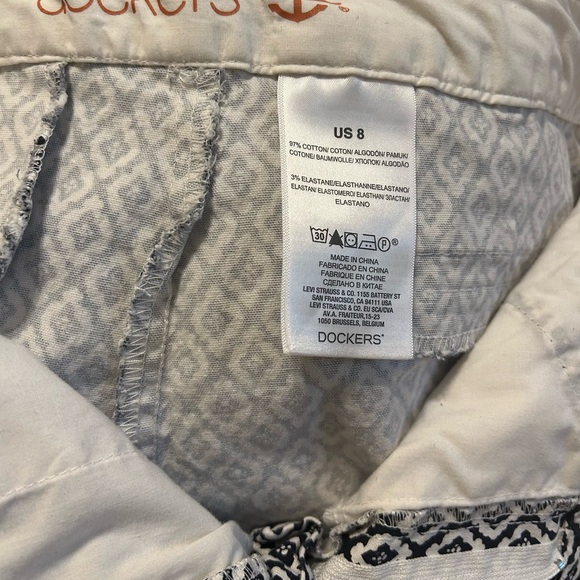 dockers
US 8
97% COTTON/ COTON/ ALGODÓN/ PAMUK/
COTONE/ BAUMWOLLE/ ХЛОПОК/ ALGODÃO
3% ELASTANE/ELASTHANNE/ELASTANO/
ELASTAN/ ELASTOMERO/ ELASTHAN/ ЭЛАСТАН/
ELASTANO
30 P ®
MADE IN CHINA
FABRICADO EN CHINA
FABRIQUE EN CHINE
СДЕЛАНО В КИТАЕ
LEVI STRAUSS & CO. 1155 BATTERY ST
SAN FRANCISCO, CA 94111 USA
LEVI STRAUSS & CO. EU SCA/CVA
AV.A. FRAITEUR,15-23
1050 BRUSSELS, BELGIUM
DOCKERS®